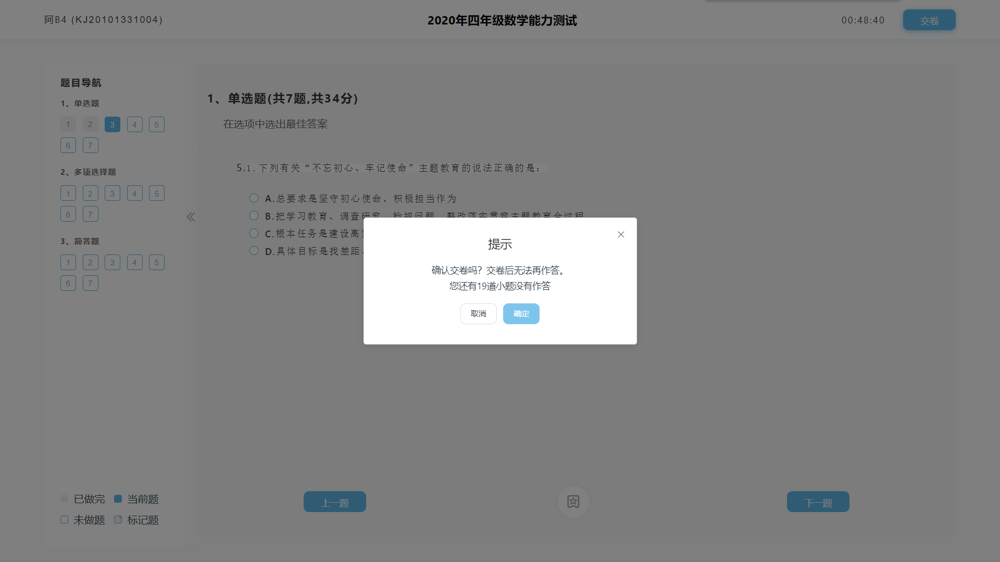 阿B4 (KJ20101331004)
2020年四年级数学能力测试
00:48:40
交卷
题目导航
1、单选题
1 2 3 4 5
6 7
2、多项选择题
1 2 3 4 5
6 7
3、简答题
1 2 3 4 5
6 7
已做完 当前题
未做题 标记题
1、单选题(共7题,共34分)
在选项中选出最佳答案
5.1. 下列有关“不忘初心、牢记使命”主题教育的说法正确的是：
A.总要求是坚守初心使命，积极担当作为
B.把学习教育、调查研究、检视问题、整改落实贯穿主题教育全过程
C.根本任务是建设高
D.具体目标是找差距、
提示
确认交卷吗？交卷后无法再作答。
您还有19道小题没有作答
取消 确定
上一题
下一题